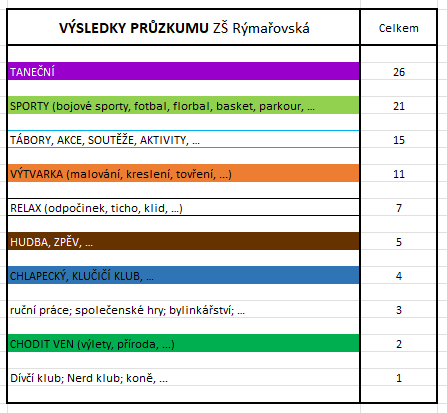 VÝSLEDKY PRŮZKUMU ZŠ Rýmařovská Celkem
TANEČNÍ 26
SPORTY (bojové sporty, fotbal, florbal, basket, parkour, ... 21
TÁBORY, AKCE, SOUTĚŽE, AKTIVITY, ... 15
VÝTVARKA (malování, kreslení, tovření, ...) 11
RELAX (odpočinek, ticho, klid, ...) 7
HUDBA, ZPĚV, ... 5
CHLAPECKÝ, KLUČIČÍ KLUB, ... 4
ruční práce; společenské hry; bylinkářství; ... 3
CHODIT VEN (výlety, příroda, ...) 2
Dívčí klub; Nerd klub; koně, ... 1